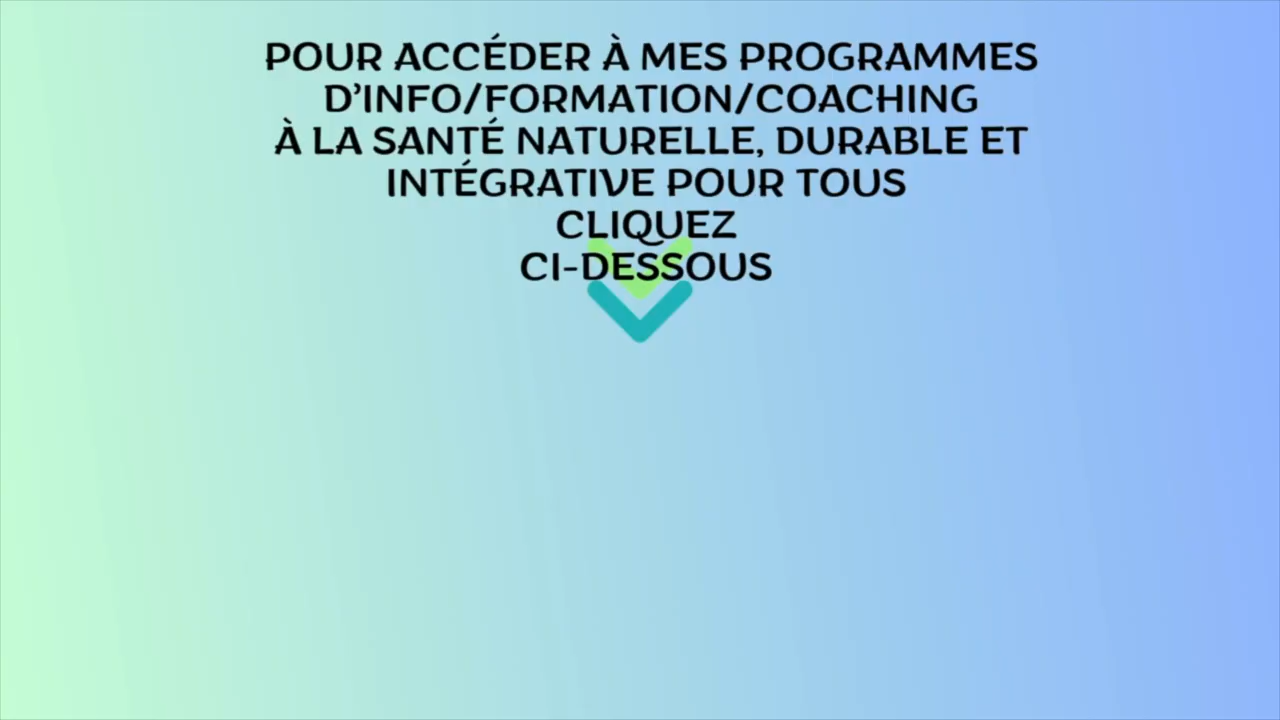 POUR ACCÉDER À MES PROGRAMMES
D’INFO/FORMATION/COACHING
À LA SANTÉ NATURELLE, DURABLE ET
INTÉGRATIVE POUR TOUS
CLIQUEZ
CI-DESSOUS